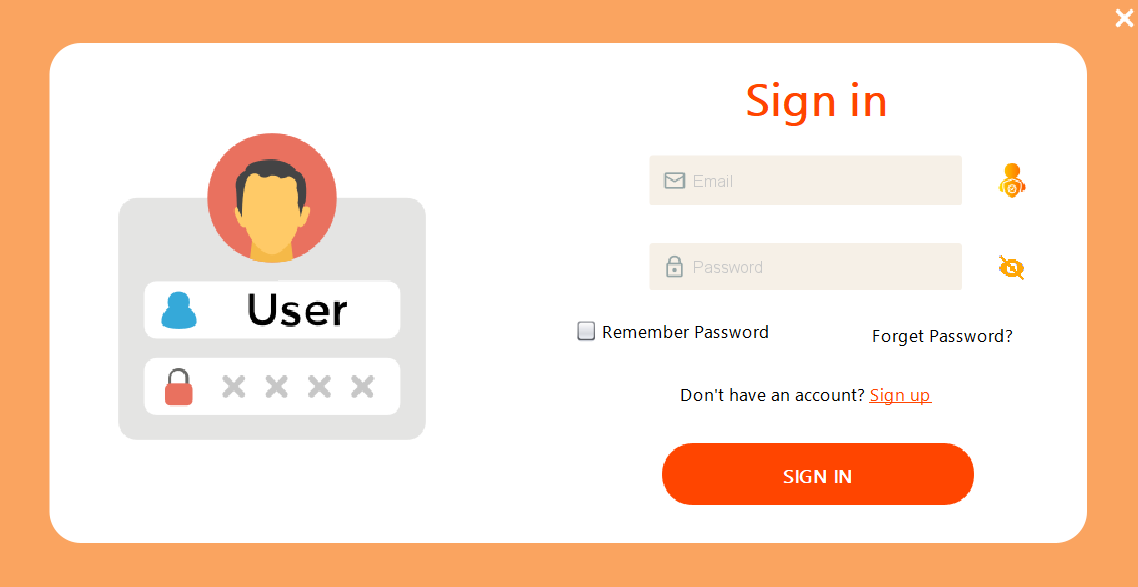 Sign in
Email
Password
User
Remember Password
Forget Password?
Don't have an account? Sign up
SIGN IN